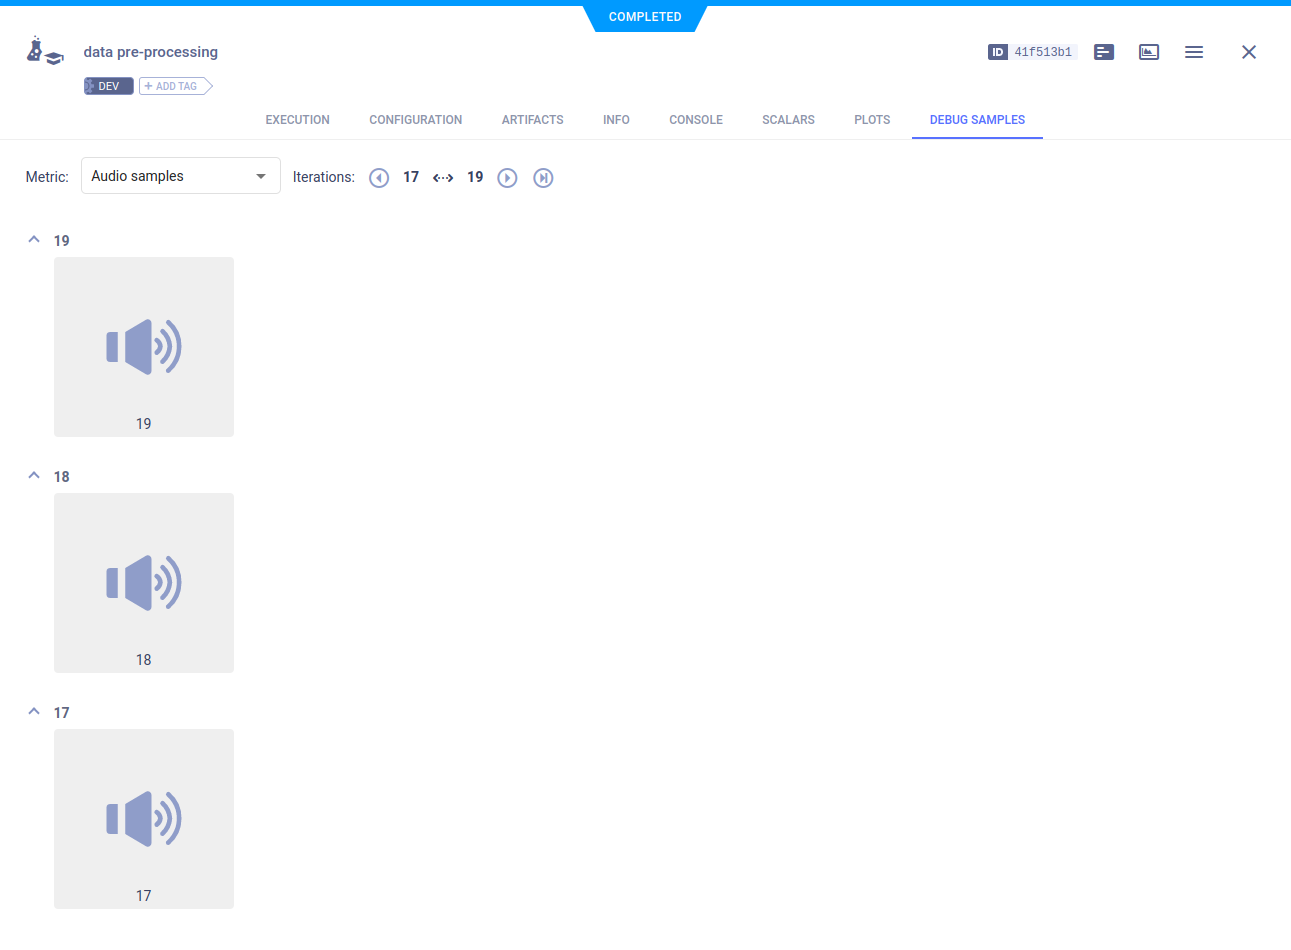 COMPLETED
data pre-processing
ID 41f513b1
DEV + ADD TAG
EXECUTION CONFIGURATION ARTIFACTS INFO CONSOLE SCALARS PLOTS DEBUG SAMPLES
Metric: Audio samples Iterations: 17 19
19
19
18
18
17
17